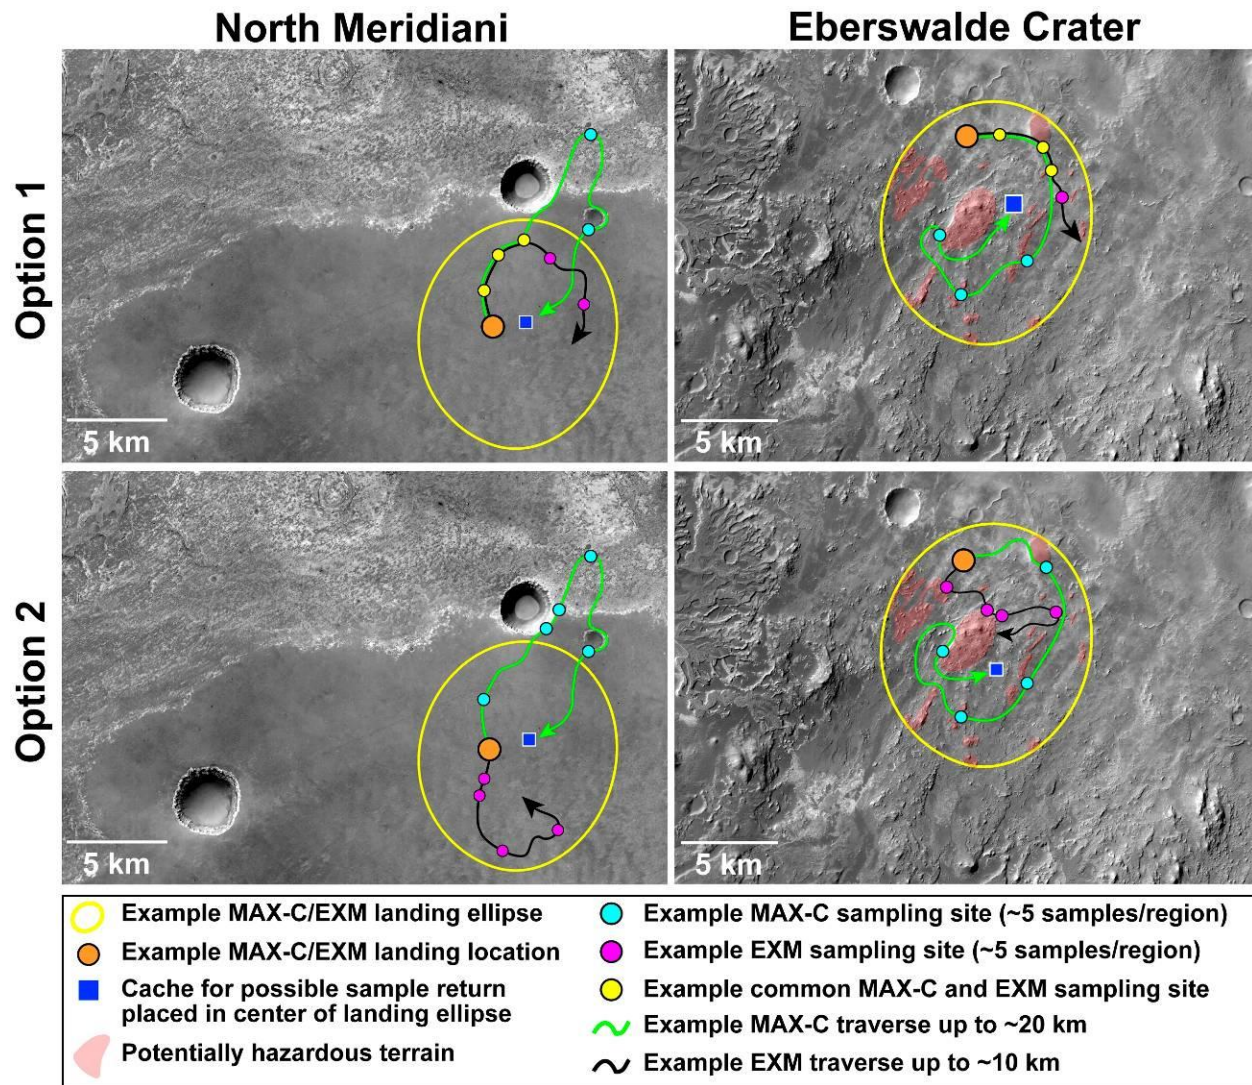 North Meridiani
Eberswalde Crater
Option 1
5 km
5 km
Option 2
5 km
5 km
Example MAX-C/EXM landing ellipse
Example MAX-C/EXM landing location
Cache for possible sample return
placed in center of landing ellipse
Potentially hazardous terrain
Example MAX-C sampling site (~5 samples/region)
Example EXM sampling site (~5 samples/region)
Example common MAX-C and EXM sampling site
Example MAX-C traverse up to ~20 km
Example EXM traverse up to ~10 km